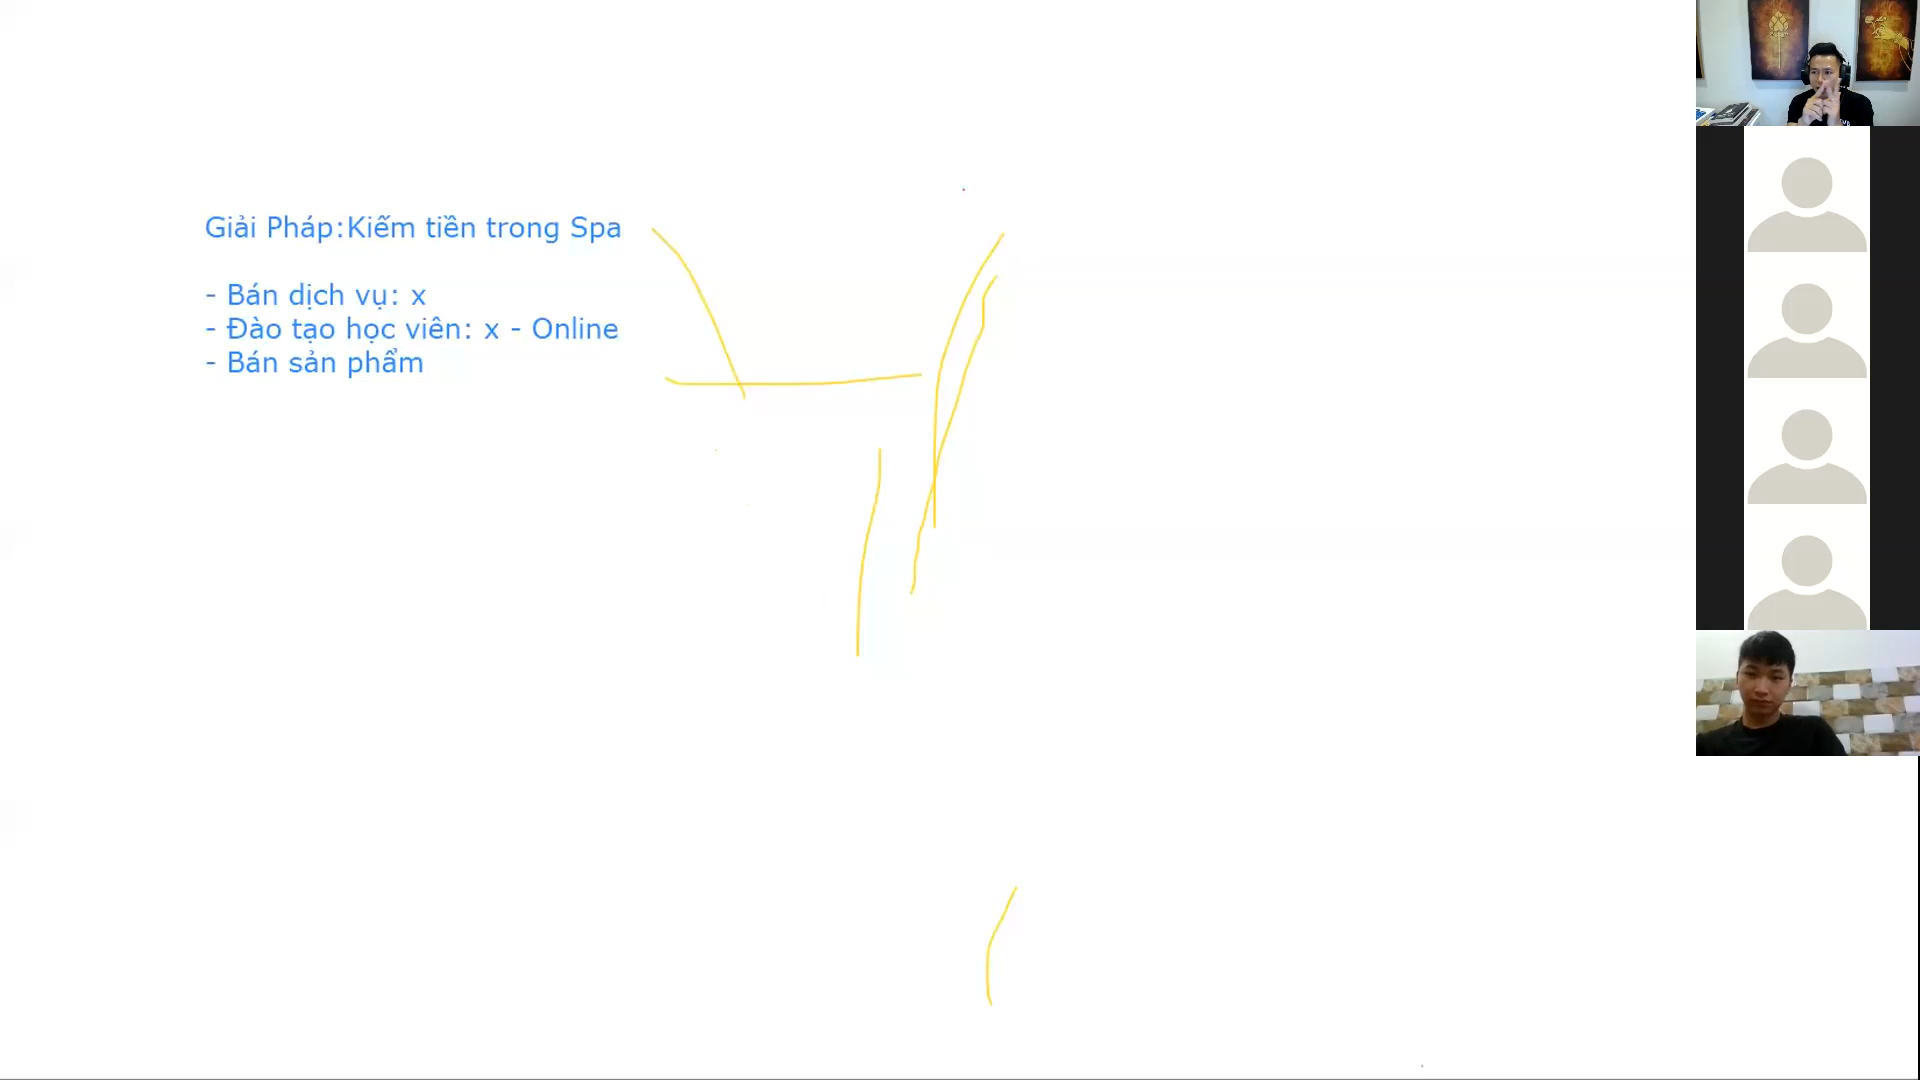 Giải Pháp:Kiếm tiền trong Spa
- Bán dịch vụ: x
- Đào tạo học viên: x - Online
- Bán sản phẩm